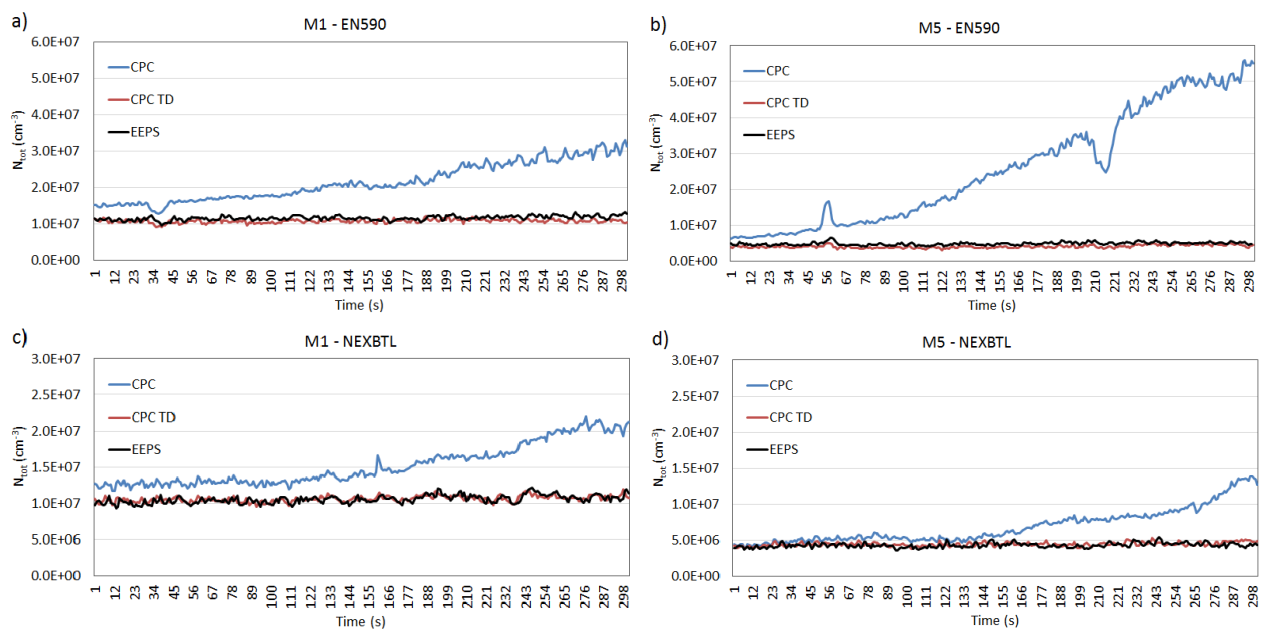 a)
M1 - EN590
6.0E+07
5.0E+07
4.0E+07
3.0E+07
2.0E+07
1.0E+07
0.0E+00
Ntot (cm-3)
CPC
CPC TD
EEPS
1 12 23 34 45 56 67 78 89 100 111 122 133 144 155 166 177 188 199 210 221 232 243 254 265 276 287 298
Time (s)
b)
M5 - EN590
6.0E+07
5.0E+07
4.0E+07
3.0E+07
2.0E+07
1.0E+07
0.0E+00
Ntot (cm-3)
CPC
CPC TD
EEPS
1 12 23 34 45 56 67 78 89 100 111 122 133 144 155 166 177 188 199 210 221 232 243 254 265 276 287 298
Time (s)
c)
M1 - NEXBTL
3.0E+07
2.5E+07
2.0E+07
1.5E+07
1.0E+07
5.0E+06
0.0E+00
Ntot (cm-3)
CPC
CPC TD
EEPS
1 12 23 34 45 56 67 78 89 100 111 122 133 144 155 166 177 188 199 210 221 232 243 254 265 276 287 298
Time (s)
d)
M5 - NEXBTL
3.0E+07
2.5E+07
2.0E+07
1.5E+07
1.0E+07
5.0E+06
0.0E+00
Ntot (cm-3)
CPC
CPC TD
EEPS
1 12 23 34 45 56 67 78 89 100 111 122 133 144 155 166 177 188 199 210 221 232 243 254 265 276 287 298
Time (s)